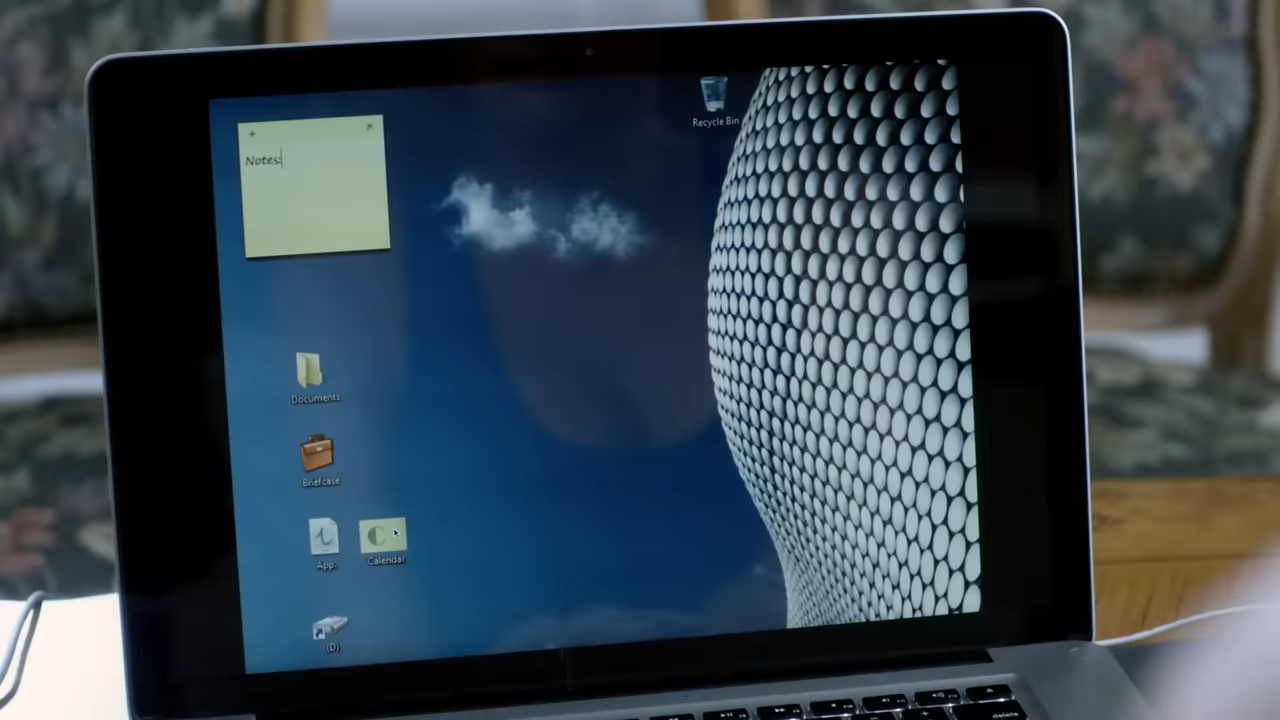 Recycle Bin
Notes:
Documents
Briefcase
App.
Calendar
(D)
delete